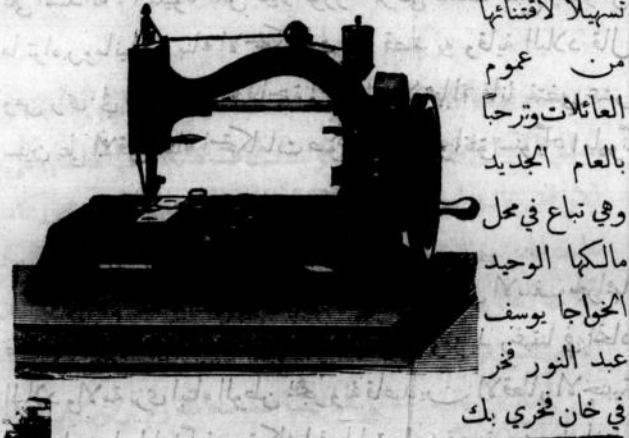 تسهيلاً لاقتنائها
من عموم
العائلات وترحباً
بالعام الجديد
وهي تباع في محل
مالكها الوحيد
الخواجا يوسف
عبد النور فخر
في خان فخري بك